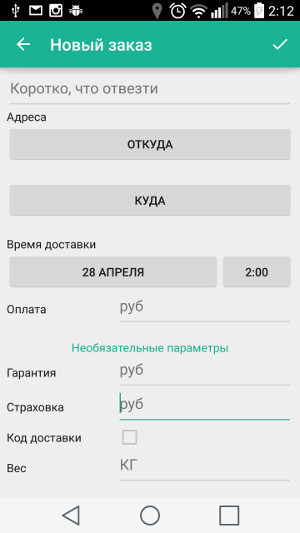 47% 2:12
Новый заказ
Коротко, что отвезти
Адреса
ОТКУДА
КУДА
Время доставки
28 АПРЕЛЯ 2:00
Оплата руб
Необязательные параметры
Гарантия руб
Страховка руб
Код доставки
Вес КГ